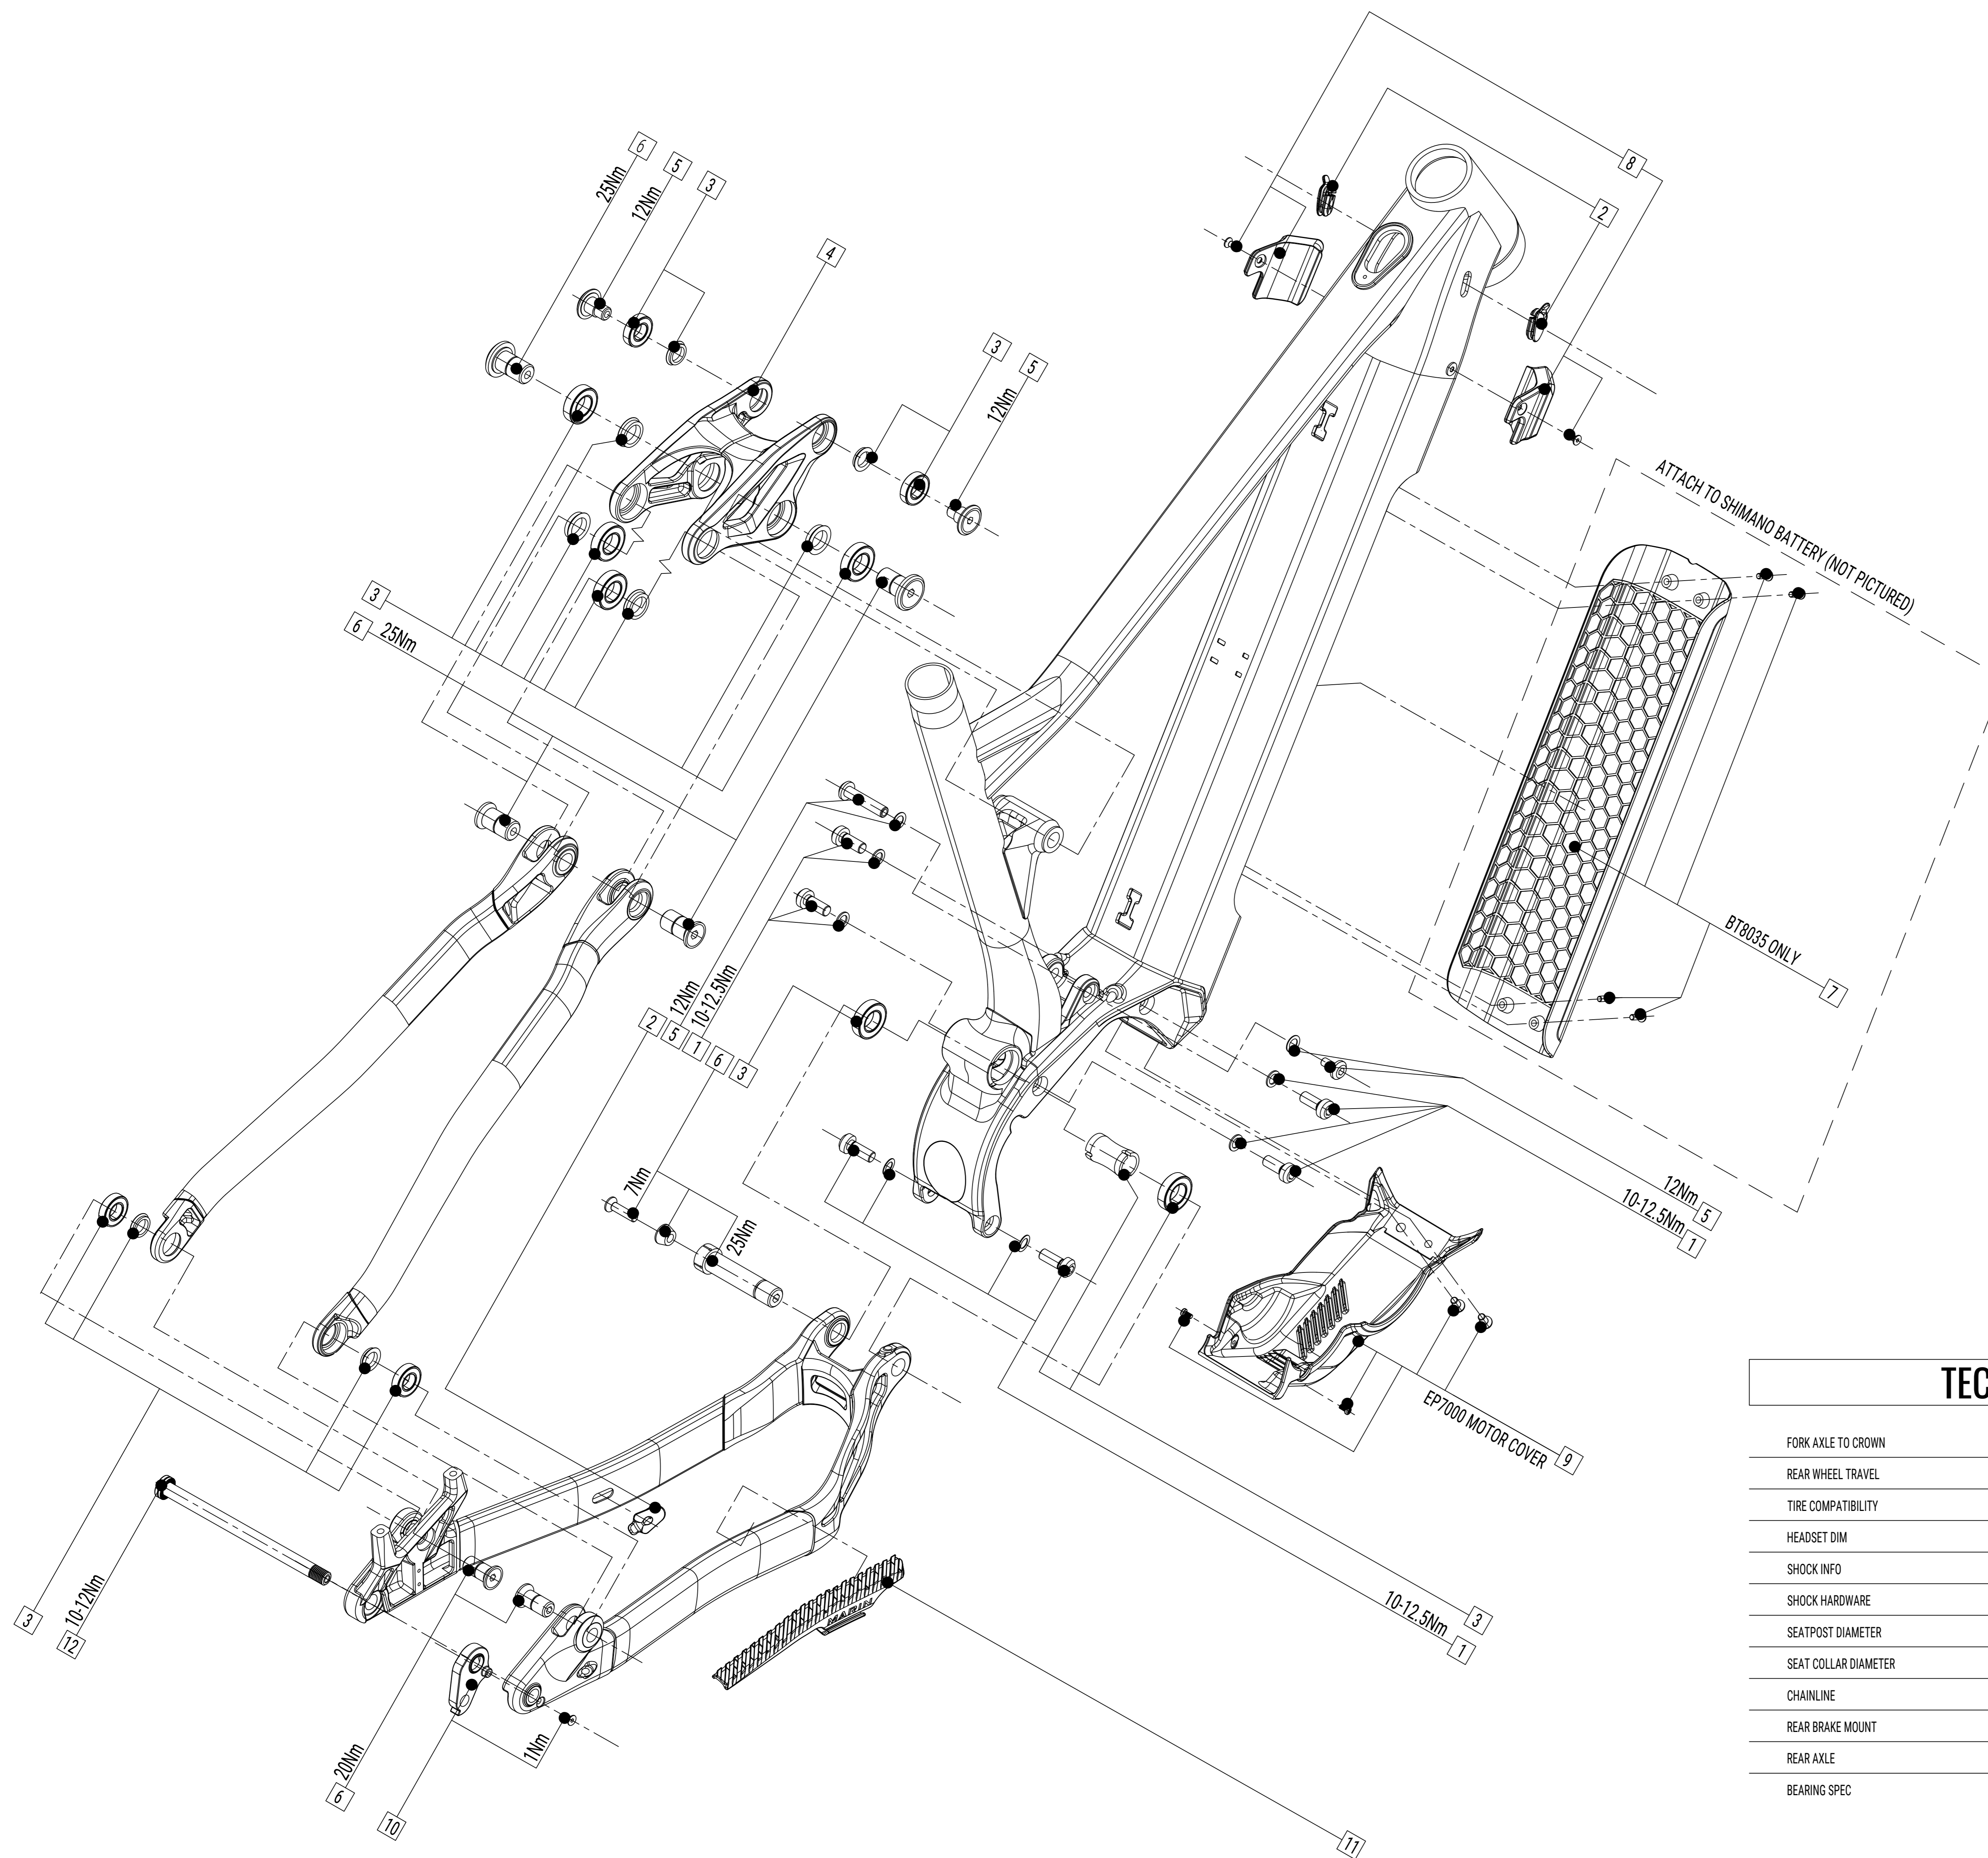 8
6
25Nm
5
12Nm
3
2
4
3
5
12Nm
ATTACH TO SHIMANO BATTERY (NOT PICTURED)
3
6
25Nm
BT8035 ONLY
7
12Nm
10-12.5Nm
2
5
1
6
3
7Nm
25Nm
12Nm
5
10-12.5Nm
1
TEC
EP7000 MOTOR COVER
9
FORK AXLE TO CROWN
REAR WHEEL TRAVEL
TIRE COMPATIBILITY
HEADSET DIM
SHOCK INFO
SHOCK HARDWARE
SEATPOST DIAMETER
SEAT COLLAR DIAMETER
CHAINLINE
REAR BRAKE MOUNT
REAR AXLE
BEARING SPEC
3
10-12Nm
12
MARIN
10-12.5Nm
3
1
1Nm
20Nm
6
10
11